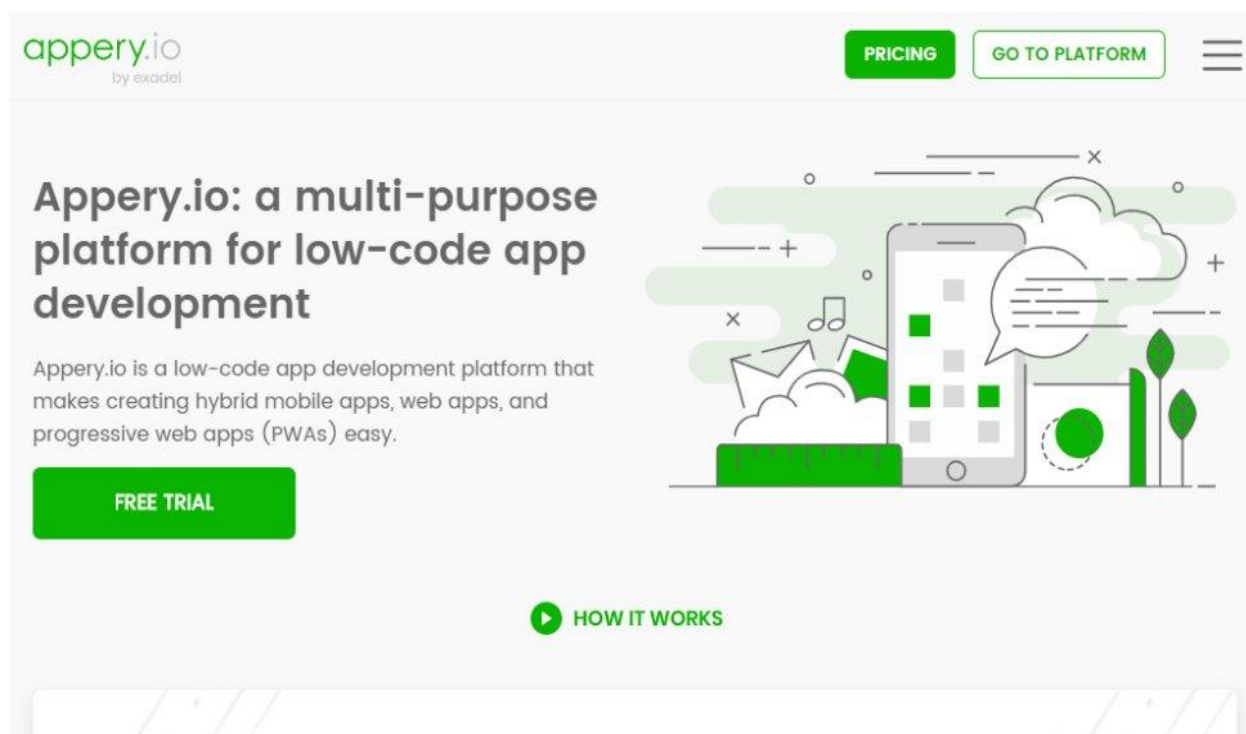 appery.io
by exadel
PRICING
GO TO PLATFORM
Appery.io: a multi-purpose
platform for low-code app
development
Appery.io is a low-code app development platform that
makes creating hybrid mobile apps, web apps, and
progressive web apps (PWAs) easy.
FREE TRIAL
HOW IT WORKS